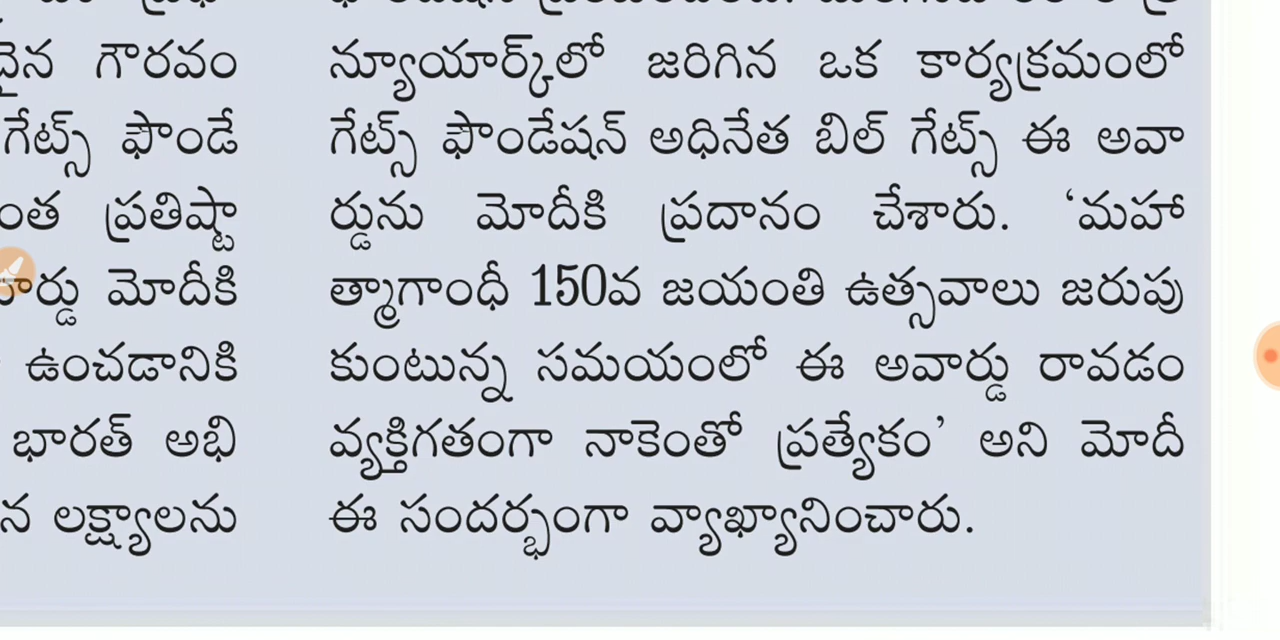 దైన గౌరవం
గేట్స్ ఫౌండే
ంత ప్రతిష్టా
మోదీకి
ఉంచడానికి
భారత్ అభి
న లక్ష్యాలను
న్యూయార్క్‌లో జరిగిన ఒక కార్యక్రమంలో
గేట్స్ ఫౌండేషన్ అధినేత బిల్ గేట్స్ ఈ అవా
ర్డును మోదీకి ప్రదానం చేశారు. ‘మహా
త్మాగాంధీ 150వ జయంతి ఉత్సవాలు జరుపు
కుంటున్న సమయంలో ఈ అవార్డు రావడం
వ్యక్తిగతంగా నాకెంతో ప్రత్యేకం’ అని మోదీ
ఈ సందర్భంగా వ్యాఖ్యానించారు.